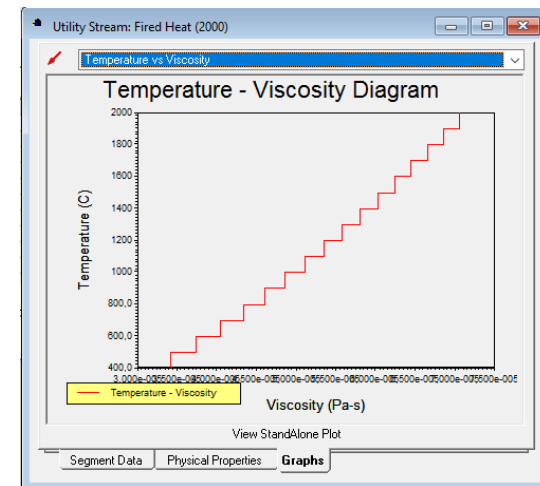 Utility Stream: Fired Heat (2000)
Temperature vs Viscosity
Temperature - Viscosity Diagram
Temperature (C)
2000
1800
1600
1400
1200
1000
800,0
600,0
400,0
Temperature - Viscosity
Viscosity (Pa-s)
View StandAlone Plot
Segment Data
Physical Properties
Graphs